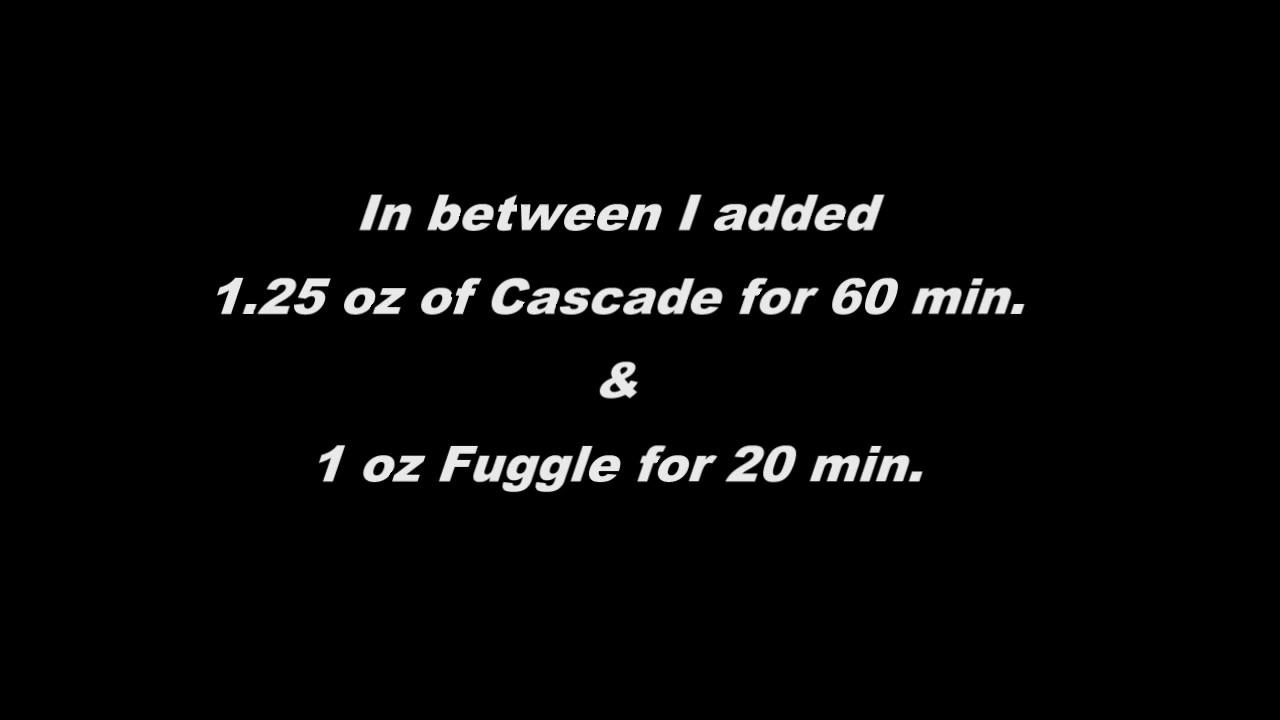 In between I added
1.25 oz of Cascade for 60 min.
&
1 oz Fuggle for 20 min.